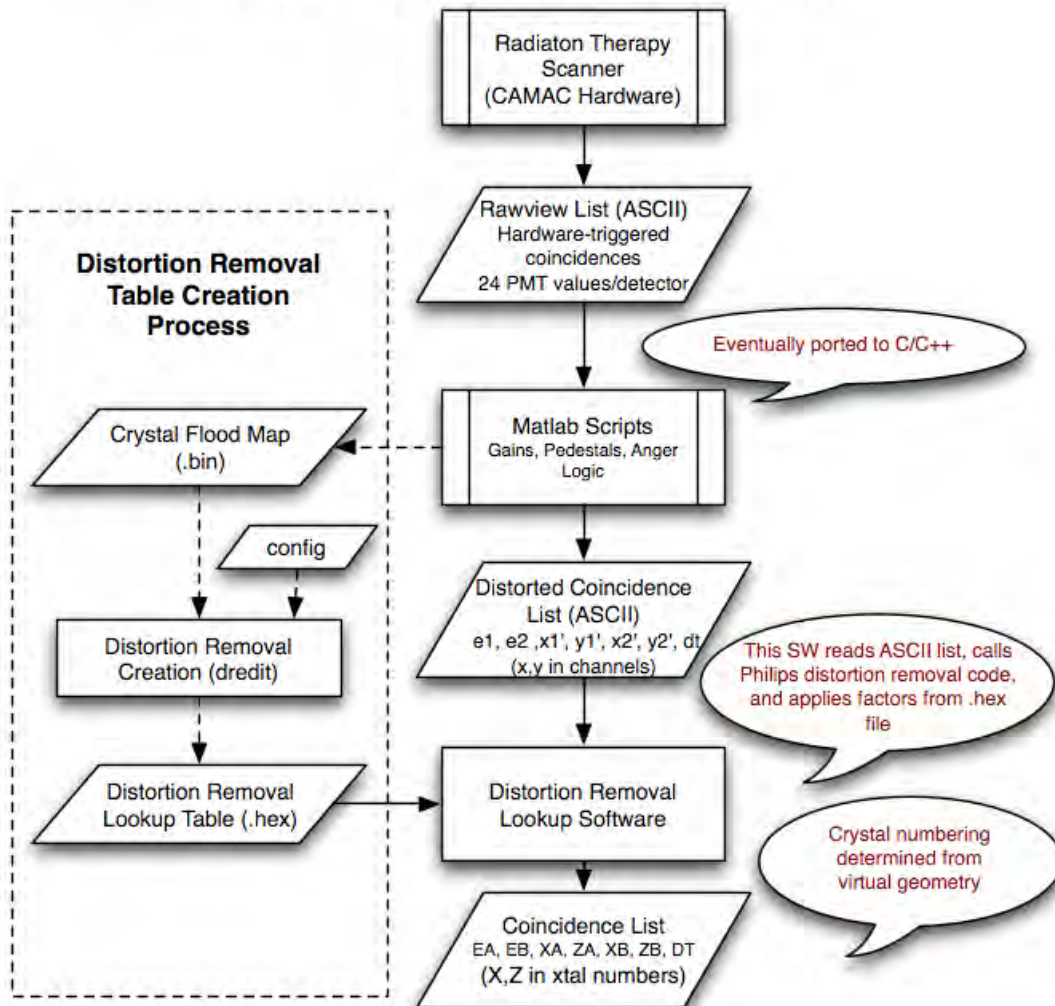 Radiaton Therapy
Scanner
(CAMAC Hardware)
Rawview List (ASCII)
Hardware-triggered
coincidences
24 PMT values/detector
Distortion Removal
Table Creation
Process
Eventually ported to C/C++
Crystal Flood Map
(.bin)
Matlab Scripts
Gains, Pedestals, Anger
Logic
config
Distorted Coincidence
List (ASCII)
e1, e2 ,x1', y1', x2', y2', dt
(x,y in channels)
Distortion Removal
Creation (dredit)
This SW reads ASCII list, calls
Philips distortion removal code,
and applies factors from .hex
file
Distortion Removal
Lookup Table (.hex)
Distortion Removal
Lookup Software
Crystal numbering
determined from
virtual geometry
Coincidence List
EA, EB, XA, ZA, XB, ZB, DT
(X,Z in xtal numbers)